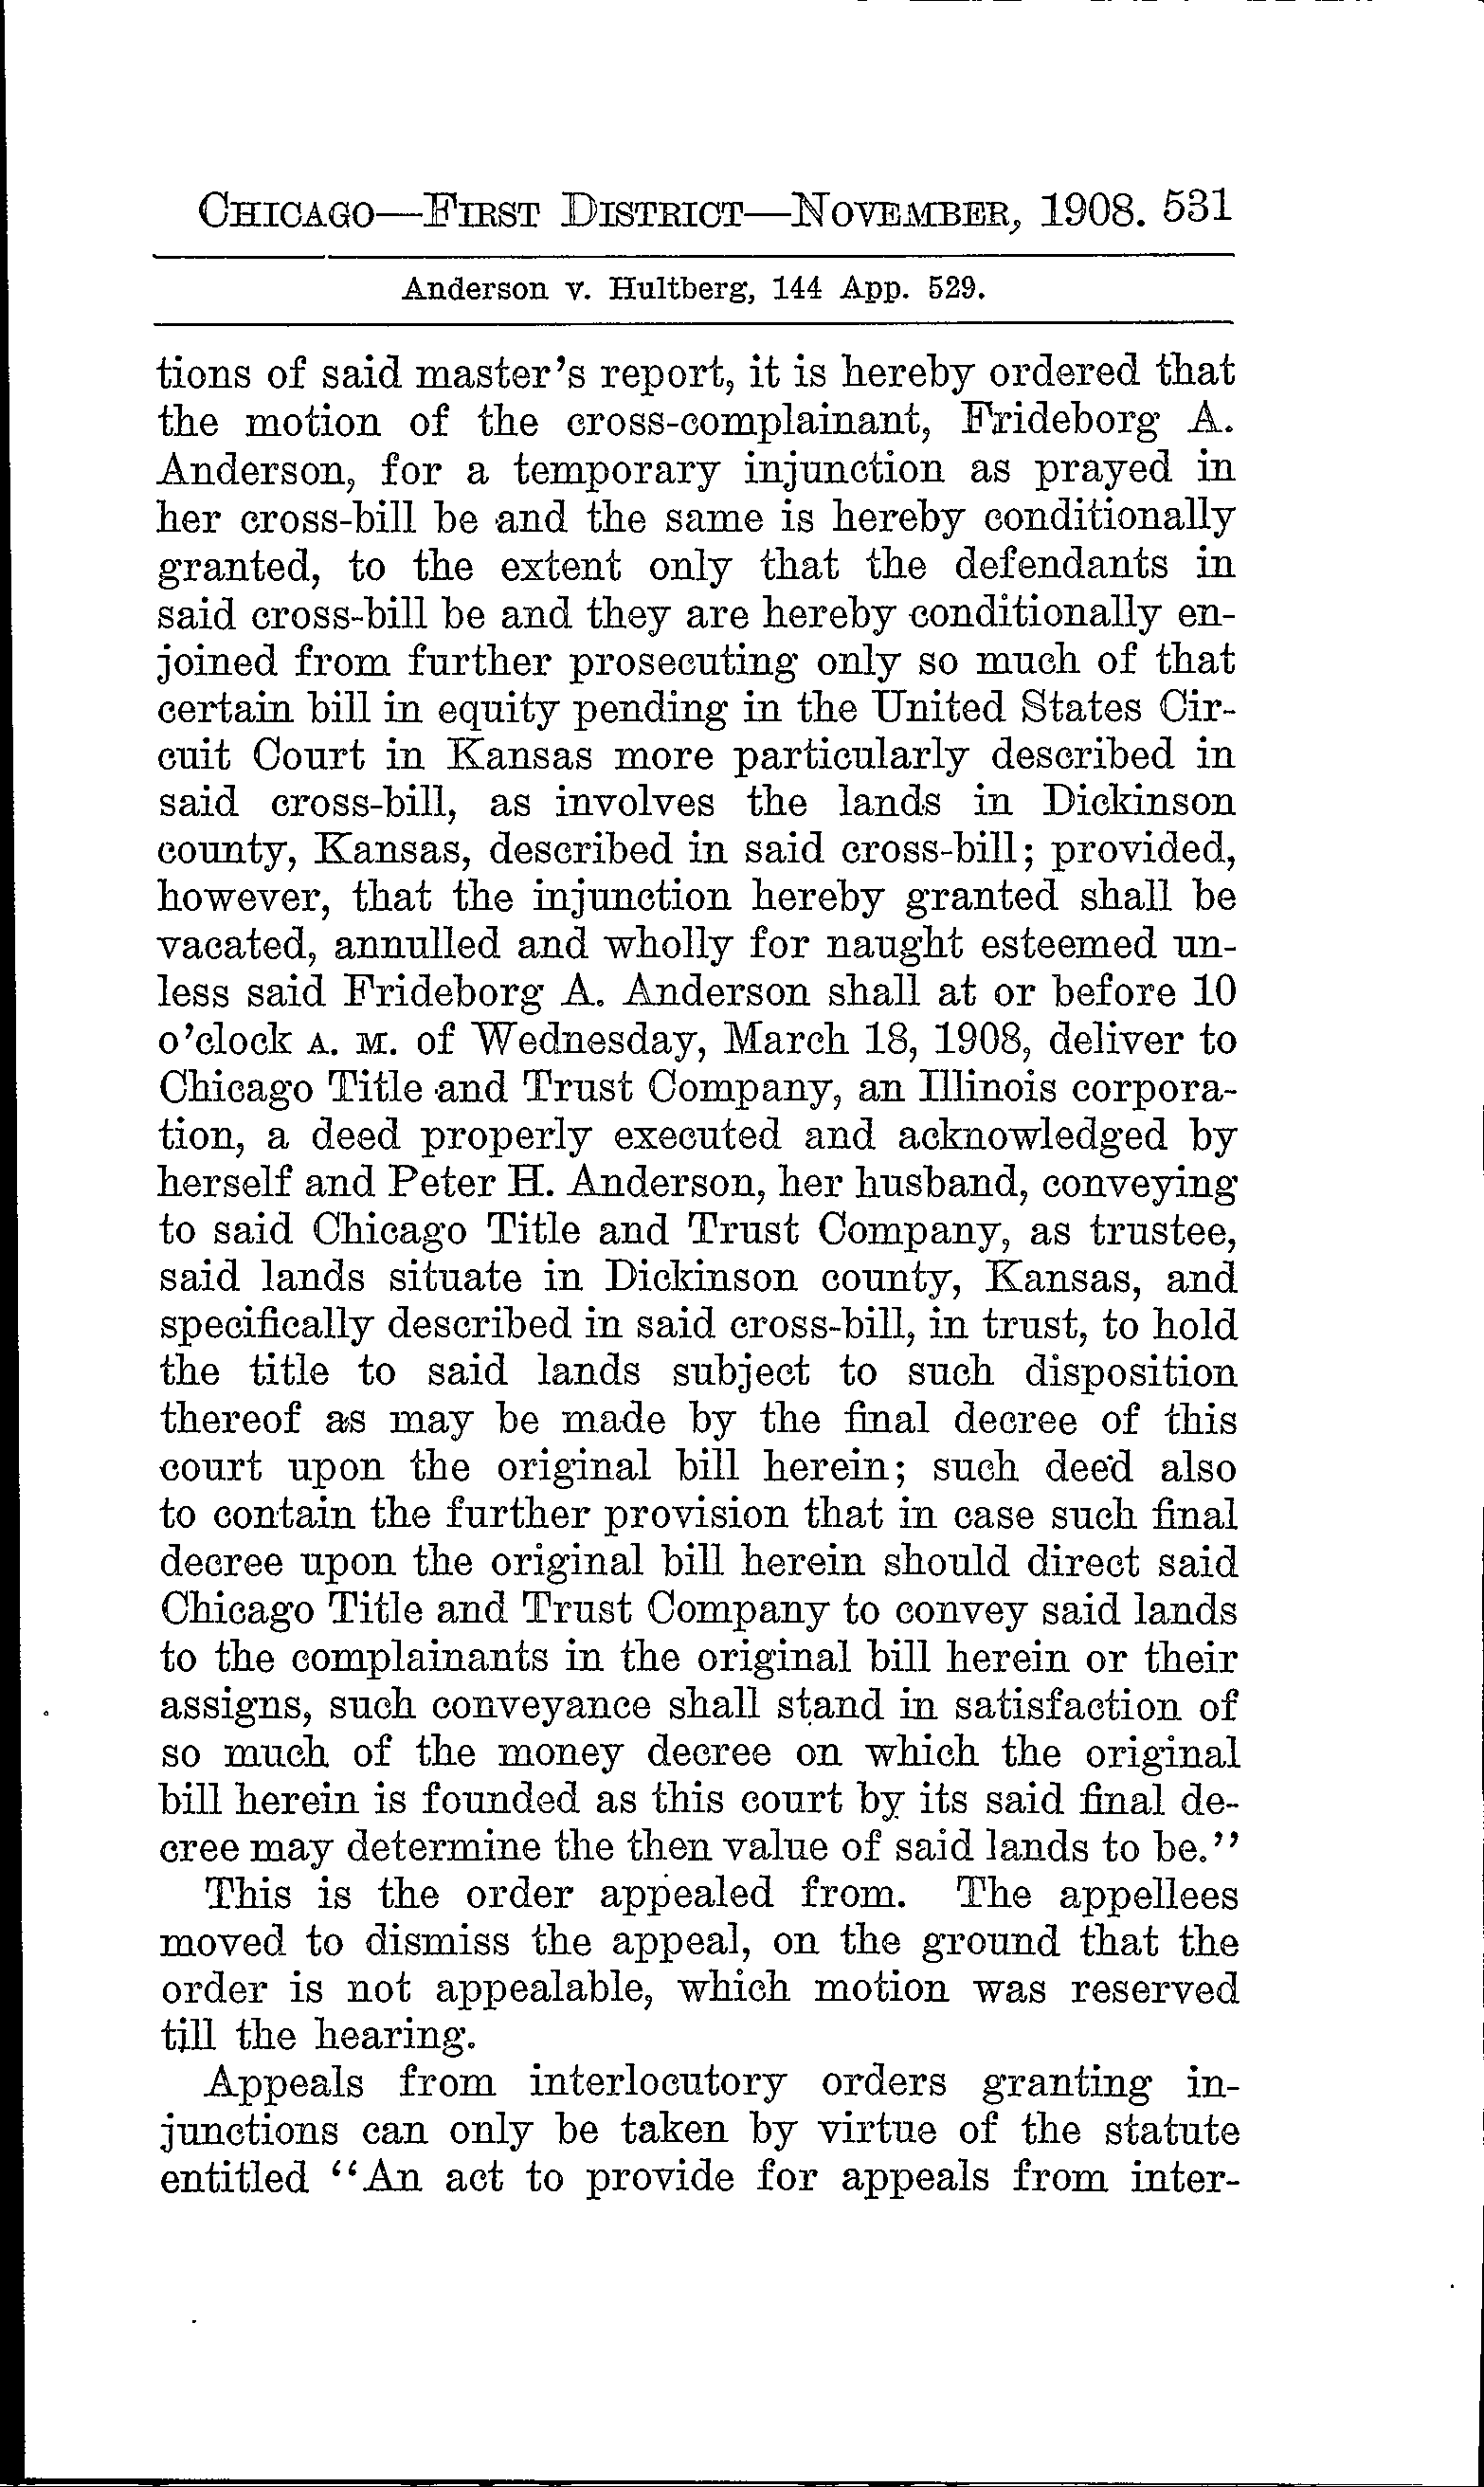 CHICAGO—FIRST DISTRICT—NOVEMBER, 1908. 531
Anderson v. Hultberg, 144 App. 529.
tions of said master's report, it is hereby ordered that
the motion of the cross-complainant, Frideborg A.
Anderson, for a temporary injunction as prayed in
her cross-bill be and the same is hereby conditionally
granted, to the extent only that the defendants in
said cross-bill be and they are hereby conditionally en-
joined from further prosecuting only so much of that
certain bill in equity pending in the United States Cir-
cuit Court in Kansas more particularly described in
said cross-bill, as involves the lands in Dickinson
county, Kansas, described in said cross-bill; provided,
however, that the injunction hereby granted shall be
vacated, annulled and wholly for naught esteemed un-
less said Frideborg A. Anderson shall at or before 10
o'clock A. M. of Wednesday, March 18, 1908, deliver to
Chicago Title and Trust Company, an Illinois corpora-
tion, a deed properly executed and acknowledged by
herself and Peter H. Anderson, her husband, conveying
to said Chicago Title and Trust Company, as trustee,
said lands situate in Dickinson county, Kansas, and
specifically described in said cross-bill, in trust, to hold
the title to said lands subject to such disposition
thereof as may be made by the final decree of this
court upon the original bill herein; such deed also
to contain the further provision that in case such final
decree upon the original bill herein should direct said
Chicago Title and Trust Company to convey said lands
to the complainants in the original bill herein or their
assigns, such conveyance shall stand in satisfaction of
so much of the money decree on which the original
bill herein is founded as this court by its said final de-
cree may determine the then value of said lands to be.''
This is the order appealed from. The appellees
moved to dismiss the appeal, on the ground that the
order is not appealable, which motion was reserved
till the hearing.
Appeals from interlocutory orders granting in-
junctions can only be taken by virtue of the statute
entitled ''An act to provide for appeals from inter-